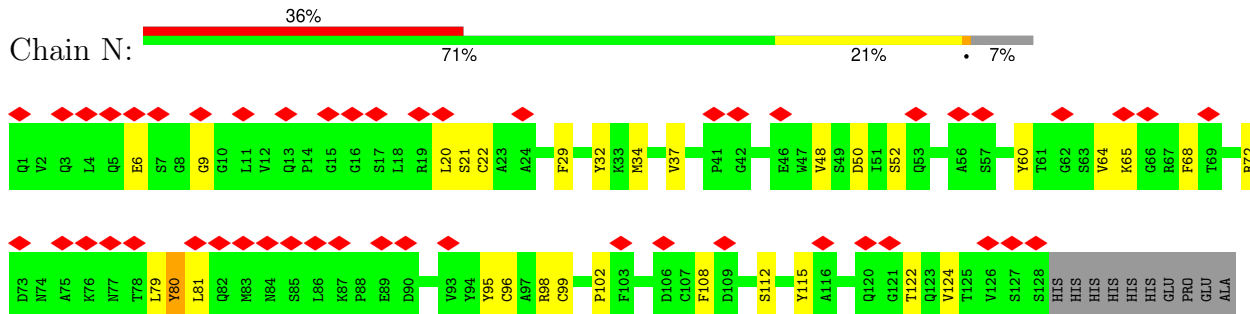 36%
Chain N:
71% 21% • 7%
Q1 V2 Q3 L4 Q5 E6 S7 G8 G9 G10 L11 V12 Q13 P14 G15 G16 S17 L18 R19 L20 S21 C22 A23 A24 F29 Y32 K33 M34 V37 P41 G42 E46 W47 V48 S49 D50 I51 S52 Q53 A56 S57 Y60 T61 G62 S63 V64 K65 G66 R67 F68 T69 R72
D73 N74 A75 K76 N77 T78 L79 Y80 L81 Q82 M83 N84 S85 L86 K87 P88 E89 D90 V93 Y94 Y95 C96 A97 R98 C99 P102 F103 D106 C107 F108 D109 S112 Y115 A116 Q120 G121 T122 Q123 V124 T125 V126 S127 S128 HIS HIS HIS HIS HIS HIS GLU PRO GLU ALA